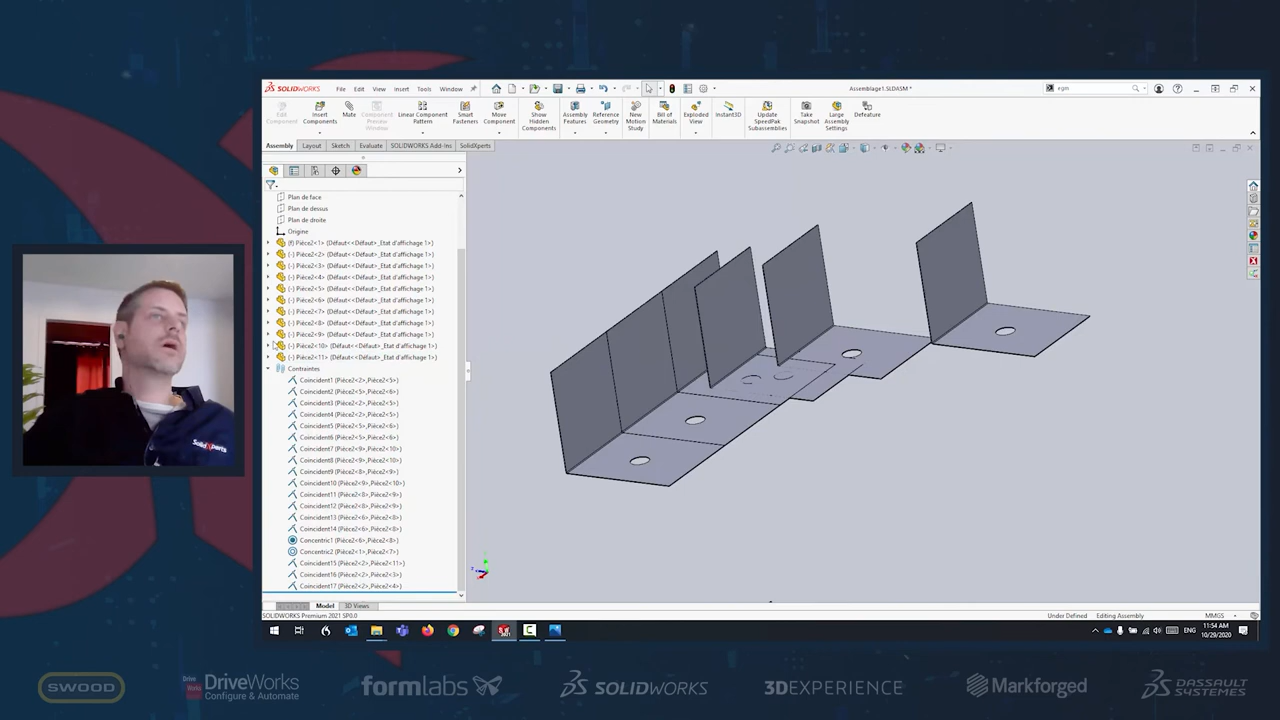 SOLIDWORKS File Edit View Insert Tools Window Assemblage1.SLDASM *
Edit Component
Insert Components
Mate
Component Preview Window
Linear Component Pattern
Smart Fasteners
Move Component
Show Hidden Components
Assembly Features
Reference Geometry
New Motion Study
Bill of Materials
Exploded View
Instant3D
Update SpeedPak Subassemblies
Take Snapshot
Large Assembly Settings
Defeature
Assembly Layout Sketch Evaluate SOLIDWORKS Add-Ins SolidXperts
Plan de face
Plan de dessus
Plan de droite
Origine
(f) Pièce2<1> (Défaut<<Défaut>_Etat d'affichage 1>)
(-) Pièce2<2> (Défaut<<Défaut>_Etat d'affichage 1>)
(-) Pièce2<3> (Défaut<<Défaut>_Etat d'affichage 1>)
(-) Pièce2<4> (Défaut<<Défaut>_Etat d'affichage 1>)
(-) Pièce2<5> (Défaut<<Défaut>_Etat d'affichage 1>)
(-) Pièce2<6> (Défaut<<Défaut>_Etat d'affichage 1>)
(-) Pièce2<7> (Défaut<<Défaut>_Etat d'affichage 1>)
(-) Pièce2<8> (Défaut<<Défaut>_Etat d'affichage 1>)
(-) Pièce2<9> (Défaut<<Défaut>_Etat d'affichage 1>)
(-) Pièce2<10> (Défaut<<Défaut>_Etat d'affichage 1>)
(-) Pièce2<11> (Défaut<<Défaut>_Etat d'affichage 1>)
Contraintes
Coincident1 (Pièce2<2>,Pièce2<5>)
Coincident2 (Pièce2<5>,Pièce2<6>)
Coincident3 (Pièce2<2>,Pièce2<5>)
Coincident4 (Pièce2<2>,Pièce2<5>)
Coincident5 (Pièce2<5>,Pièce2<6>)
Coincident6 (Pièce2<5>,Pièce2<6>)
Coincident7 (Pièce2<9>,Pièce2<10>)
Coincident8 (Pièce2<9>,Pièce2<10>)
Coincident9 (Pièce2<8>,Pièce2<9>)
Coincident10 (Pièce2<9>,Pièce2<10>)
Coincident11 (Pièce2<8>,Pièce2<9>)
Coincident12 (Pièce2<8>,Pièce2<9>)
Coincident13 (Pièce2<6>,Pièce2<8>)
Coincident14 (Pièce2<6>,Pièce2<8>)
Concentric1 (Pièce2<6>,Pièce2<8>)
Concentric2 (Pièce2<1>,Pièce2<7>)
Coincident15 (Pièce2<2>,Pièce2<11>)
Coincident16 (Pièce2<2>,Pièce2<3>)
Coincident17 (Pièce2<2>,Pièce2<4>)
SolidXperts
Model 3D Views
SOLIDWORKS Premium 2021 SP0.0 Under Defined Editing Assembly MMGS
ENG
11:54 AM
10/29/2020
SWOOD
DriveWorks
Configure & Automate
formlabs
SOLIDWORKS
3DEXPERIENCE
Markforged
DASSAULT SYSTEMES